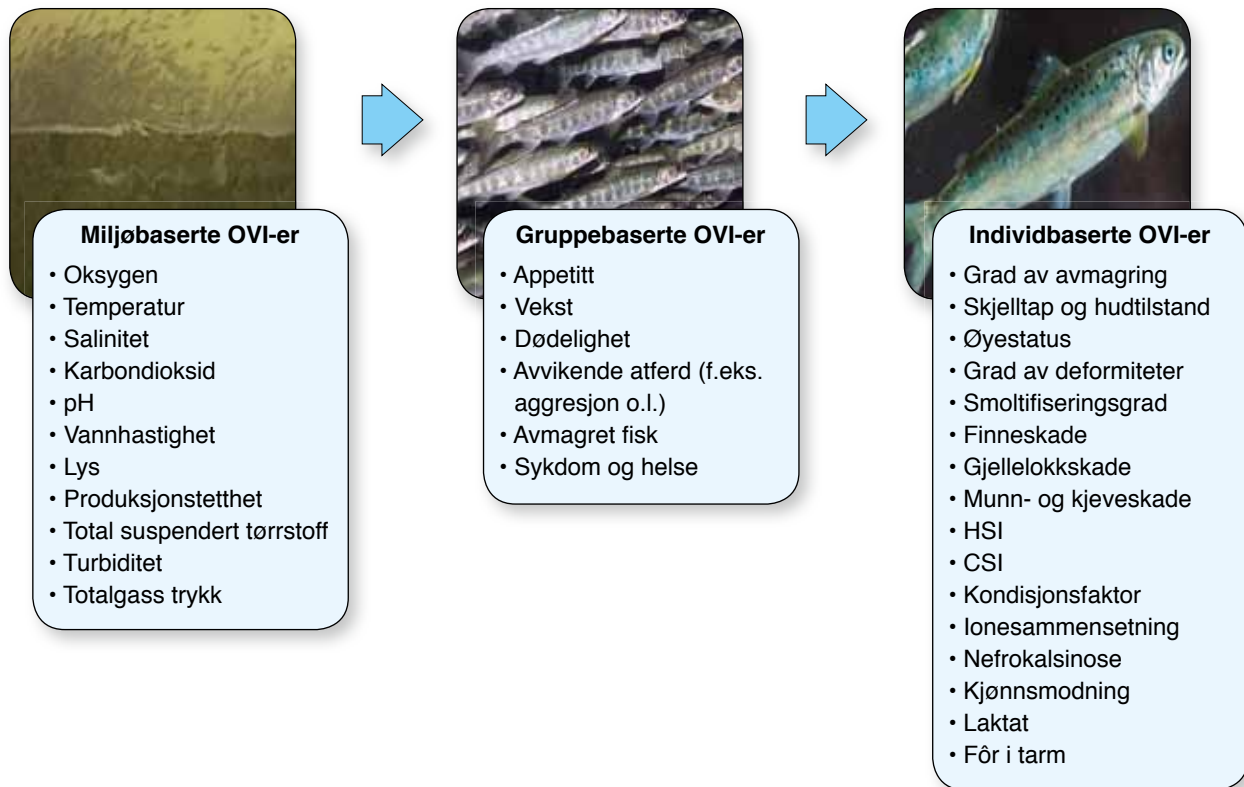 Miljøbaserte OVI-er
• Oksygen
• Temperatur
• Salinitet
• Karbondioksid
• pH
• Vannhastighet
• Lys
• Produksjonstetthet
• Total suspendert tørrstoff
• Turbiditet
• Totalgass trykk
Gruppebaserte OVI-er
• Appetitt
• Vekst
• Dødelighet
• Avvikende atferd (f.eks.
aggresjon o.l.)
• Avmagret fisk
• Sykdom og helse
Individbaserte OVI-er
• Grad av avmagring
• Skjelltap og hudtilstand
• Øyestatus
• Grad av deformiteter
• Smoltifiseringsgrad
• Finneskade
• Gjellelokkskade
• Munn- og kjeveskade
• HSI
• CSI
• Kondisjonsfaktor
• Ionesammensetning
• Nefrokalsinose
• Kjønnsmodning
• Laktat
• Fôr i tarm